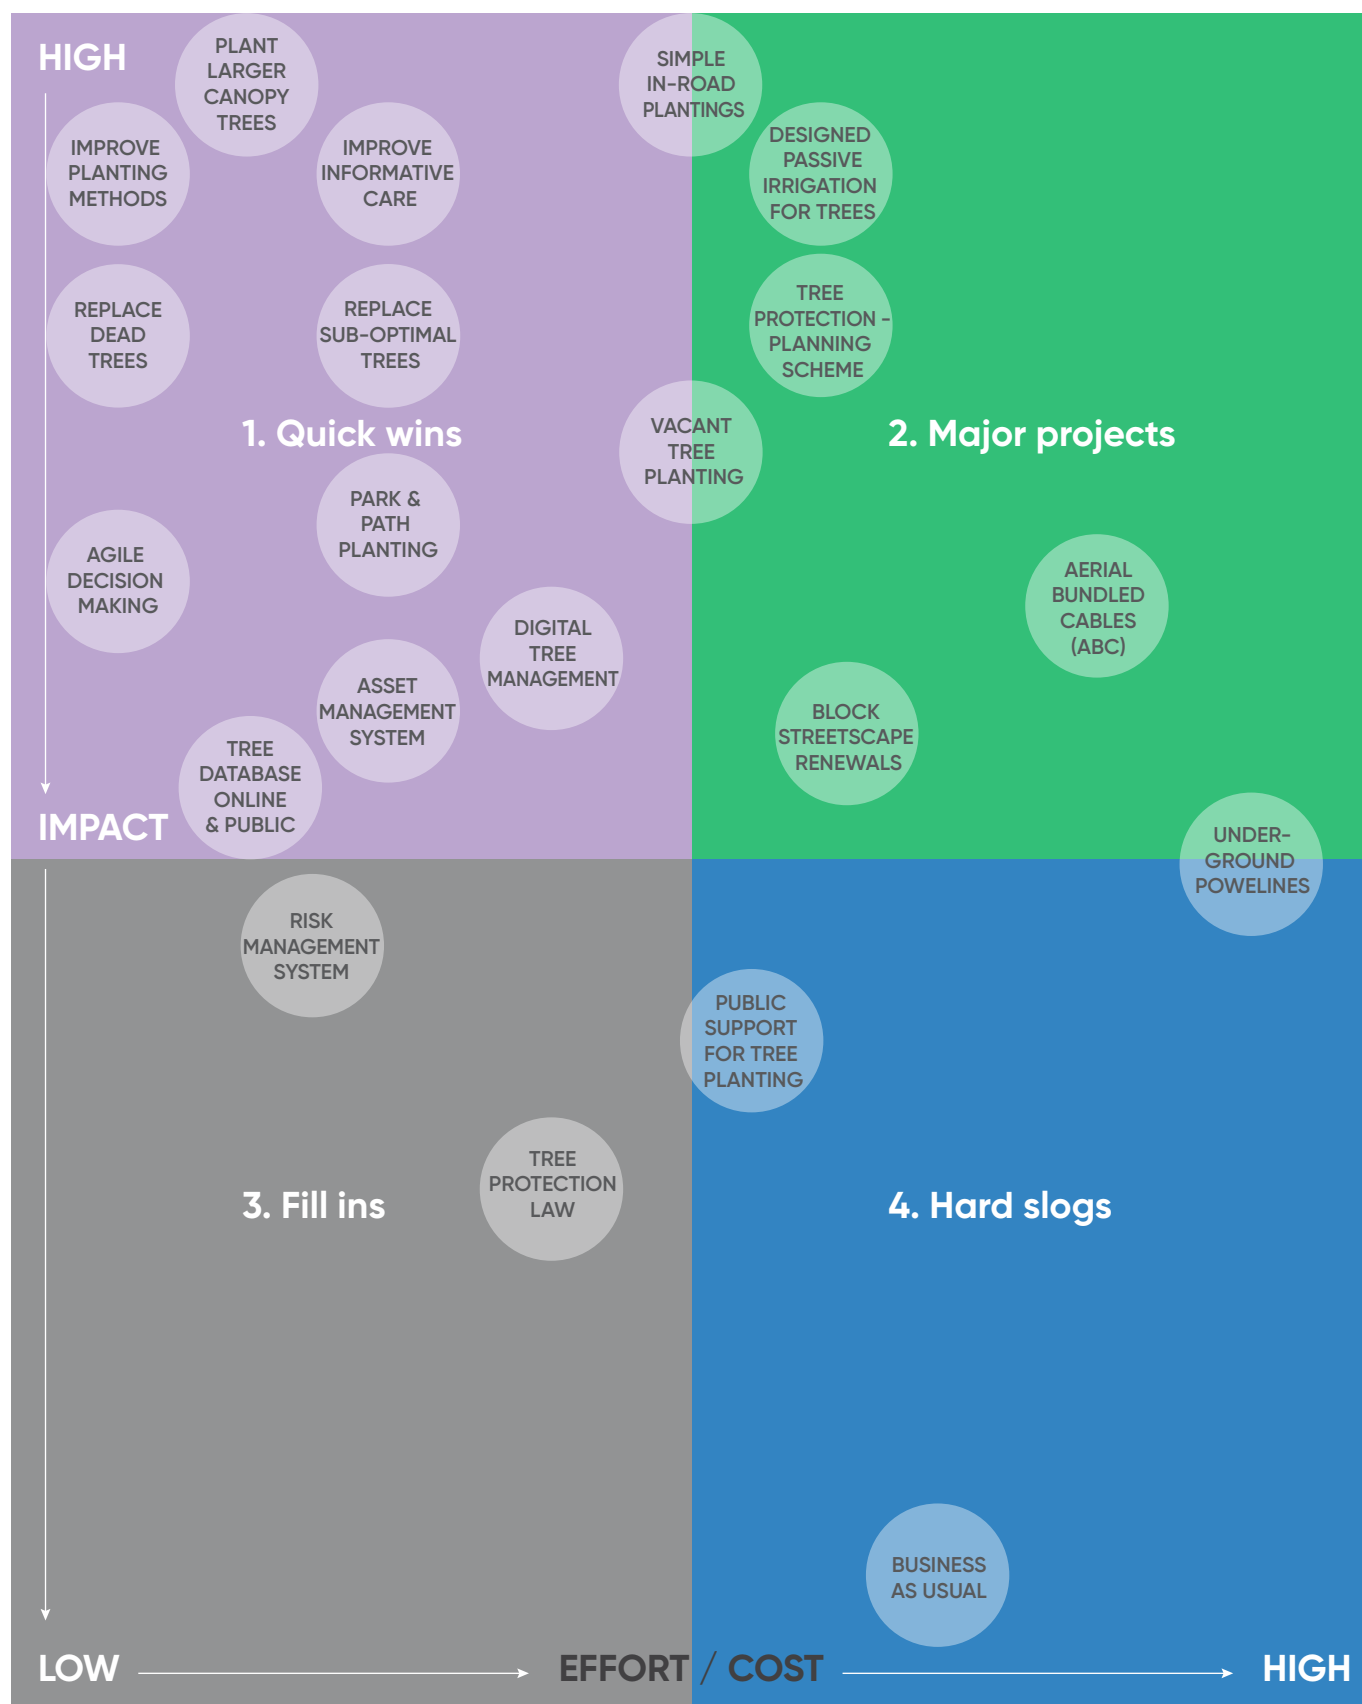 HIGH
PLANT
LARGER
CANOPY
TREES
SIMPLE
IN-ROAD
PLANTINGS
IMPROVE
PLANTING
METHODS
IMPROVE
INFORMATIVE
CARE
DESIGNED
PASSIVE
IRRIGATION
FOR TREES
REPLACE
DEAD
TREES
REPLACE
SUB-OPTIMAL
TREES
TREE
PROTECTION -
PLANNING
SCHEME
1. Quick wins
VACANT
TREE
PLANTING
2. Major projects
PARK &
PATH
PLANTING
AGILE
DECISION
MAKING
AERIAL
BUNDLED
CABLES
(ABC)
DIGITAL
TREE
MANAGEMENT
ASSET
MANAGEMENT
SYSTEM
BLOCK
STREETSCAPE
RENEWALS
TREE
DATABASE
ONLINE
& PUBLIC
IMPACT
UNDER-
GROUND
POWELINES
RISK
MANAGEMENT
SYSTEM
PUBLIC
SUPPORT
FOR TREE
PLANTING
TREE
PROTECTION
LAW
3. Fill ins
4. Hard slogs
BUSINESS
AS USUAL
LOW
EFFORT / COST
HIGH